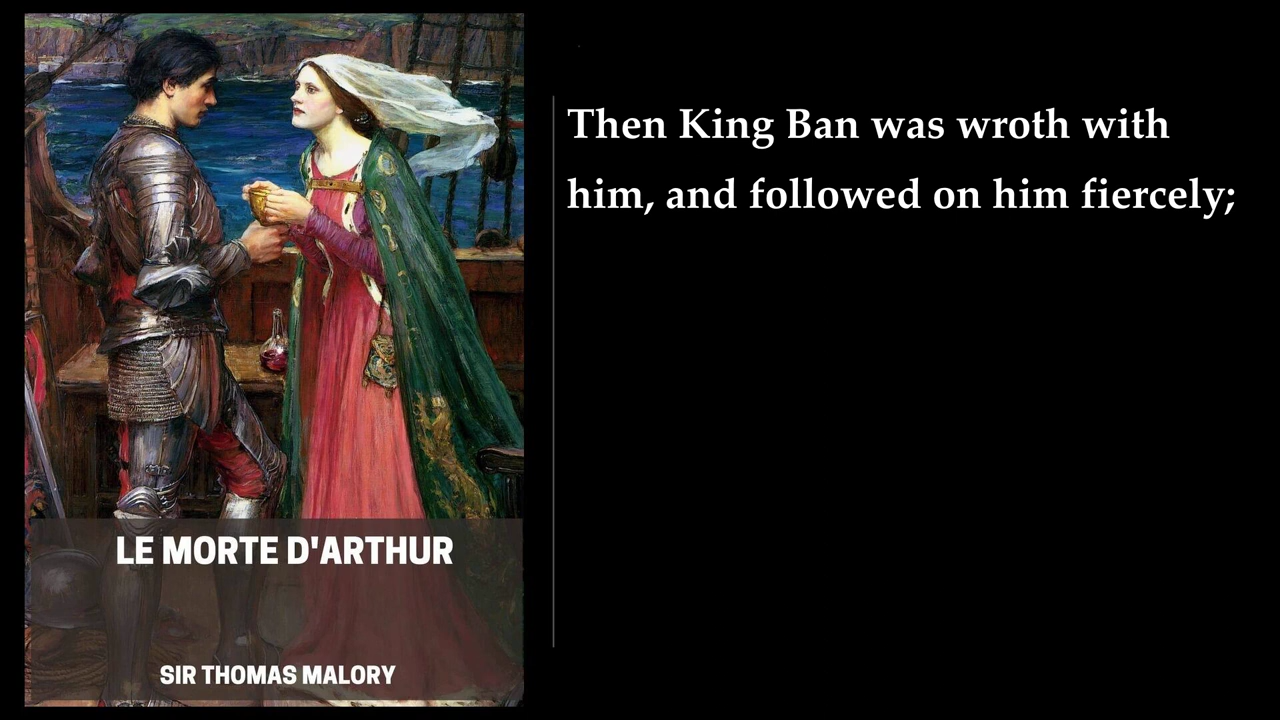 Then King Ban was wroth with
him, and followed on him fiercely;
LE MORTE D'ARTHUR
SIR THOMAS MALORY